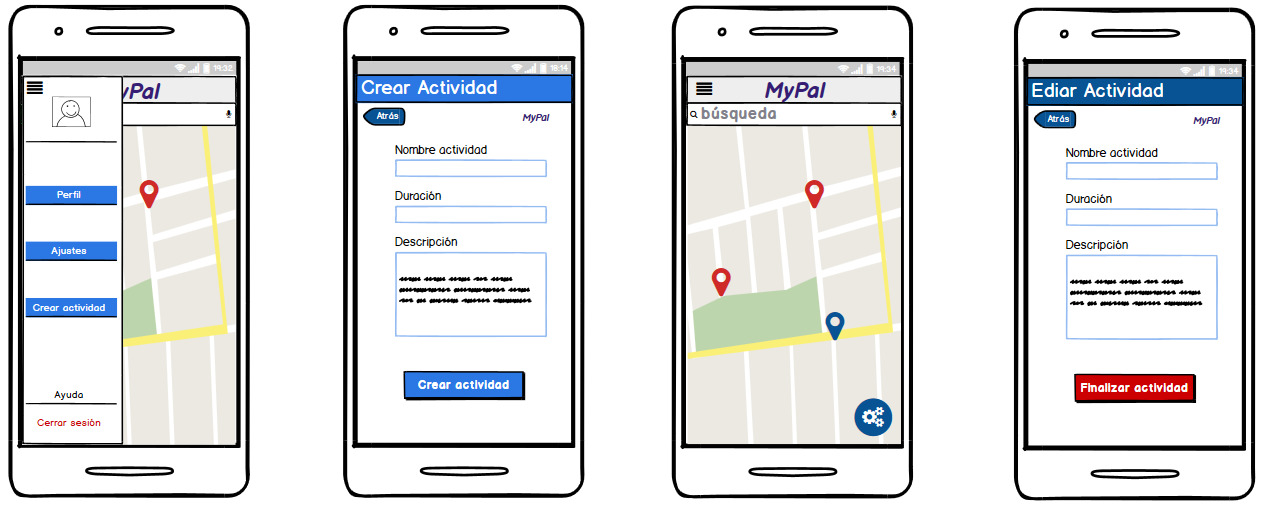 19:32
yPal
Perfil
Ajustes
Crear actividad
Ayuda
Cerrar sesión
18:14
Crear Actividad
Atrás
MyPal
Nombre actividad
Duración
Descripción
Crear actividad
19:34
MyPal
búsqueda
19:34
Ediar Actividad
Atrás
MyPal
Nombre actividad
Duración
Descripción
Finalizar actividad